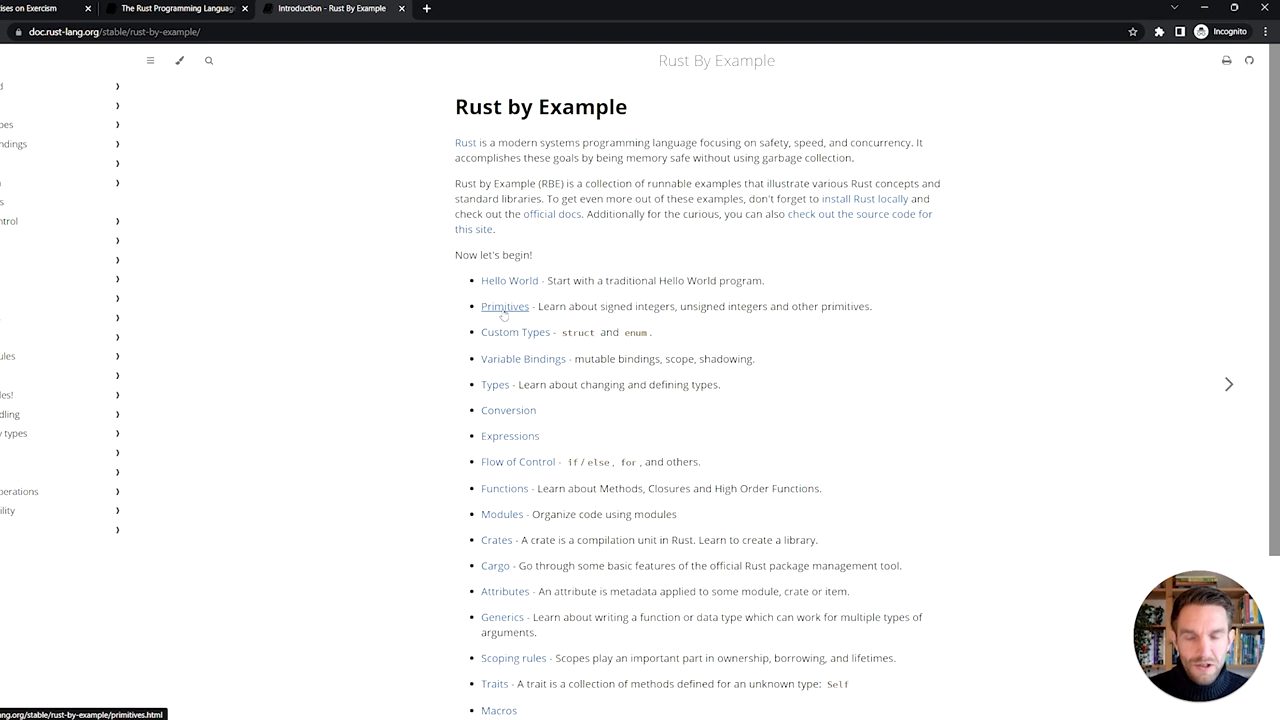 ises on Exercism
The Rust Programming Languag
Introduction - Rust By Example
doc.rust-lang.org/stable/rust-by-example/
Incognito
Rust By Example
Rust by Example
Rust is a modern systems programming language focusing on safety, speed, and concurrency. It
accomplishes these goals by being memory safe without using garbage collection.
Rust by Example (RBE) is a collection of runnable examples that illustrate various Rust concepts and
standard libraries. To get even more out of these examples, don't forget to install Rust locally and
check out the official docs. Additionally for the curious, you can also check out the source code for
this site.
Now let's begin!
Hello World - Start with a traditional Hello World program.
Primitives - Learn about signed integers, unsigned integers and other primitives.
Custom Types - struct and enum.
Variable Bindings - mutable bindings, scope, shadowing.
Types - Learn about changing and defining types.
Conversion
Expressions
Flow of Control - if / else, for, and others.
Functions - Learn about Methods, Closures and High Order Functions.
Modules - Organize code using modules
Crates - A crate is a compilation unit in Rust. Learn to create a library.
Cargo - Go through some basic features of the official Rust package management tool.
Attributes - An attribute is metadata applied to some module, crate or item.
Generics - Learn about writing a function or data type which can work for multiple types of
arguments.
Scoping rules - Scopes play an important part in ownership, borrowing, and lifetimes.
Traits - A trait is a collection of methods defined for an unknown type: Self
Macros
d
pes
ndings
s
ntrol
ules
les!
dling
y types
perations
ility
ang.org/stable/rust-by-example/primitives.html